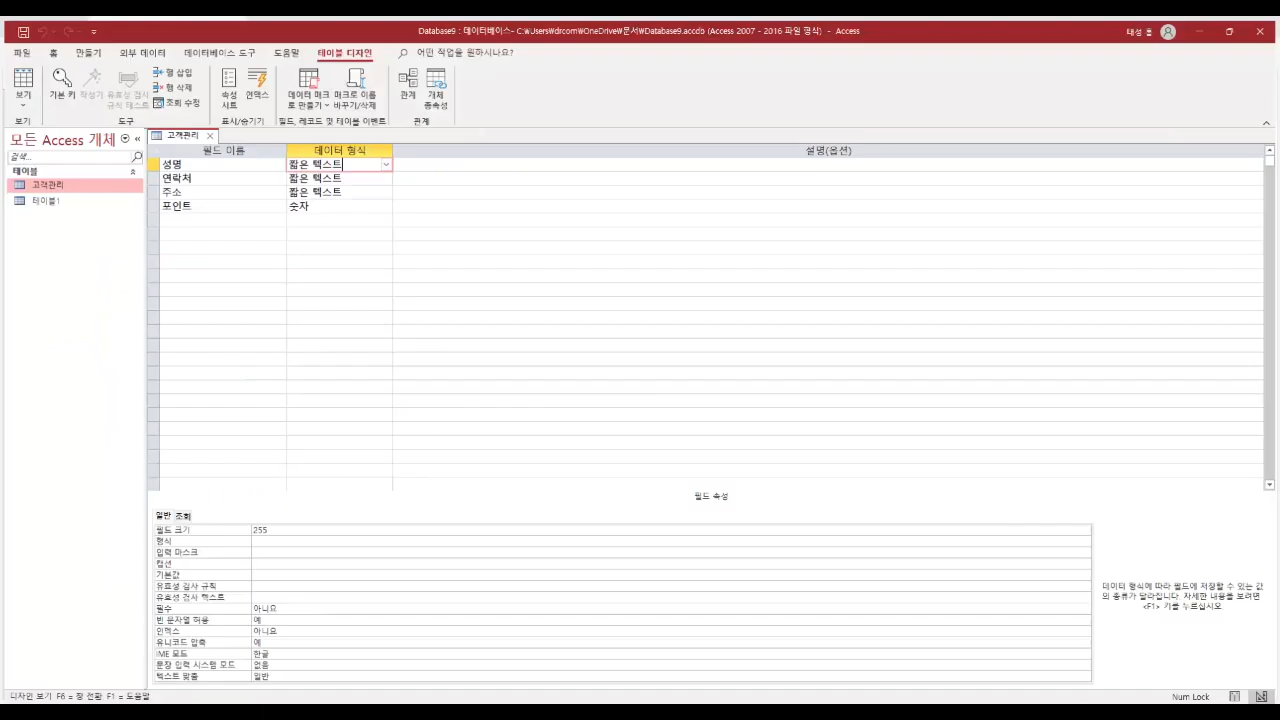 Database9 : 데이터베이스- C:₩Users₩drcom₩OneDrive₩문서₩Database9.accdb (Access 2007 - 2016 파일 형식) - Access
태성 홍
파일 홈 만들기 외부 데이터 데이터베이스 도구 도움말 테이블 디자인 어떤 작업을 원하시나요?
보기
기본 키
작성기
유효성 검사
규칙 테스트
행 삽입
행 삭제
조회 수정
속성
시트
인덱스
데이터 매크
로 만들기
매크로 이름
바꾸기/삭제
관계
개체
종속성
보기 도구 표시/숨기기 필드, 레코드 및 테이블 이벤트 관계
모든 Access 개체 «
검색...
테이블
고객관리
테이블1
고객관리
필드 이름 데이터 형식 설명(옵션)
성명 짧은 텍스트
연락처 짧은 텍스트
주소 짧은 텍스트
포인트 숫자
필드 속성
일반 조회
필드 크기 255
형식
입력 마스크
캡션
기본값
유효성 검사 규칙
유효성 검사 텍스트
필수 아니요
빈 문자열 허용 예
인덱스 아니요
유니코드 압축 예
IME 모드 한글
문장 입력 시스템 모드 없음
텍스트 맞춤 일반
데이터 형식에 따라 필드에 저장할 수 있는 값
의 종류가 달라집니다. 자세한 내용을 보려면
<F1> 키를 누르십시오
디자인 보기 F6 = 창 전환 F1 = 도움말
Num Lock